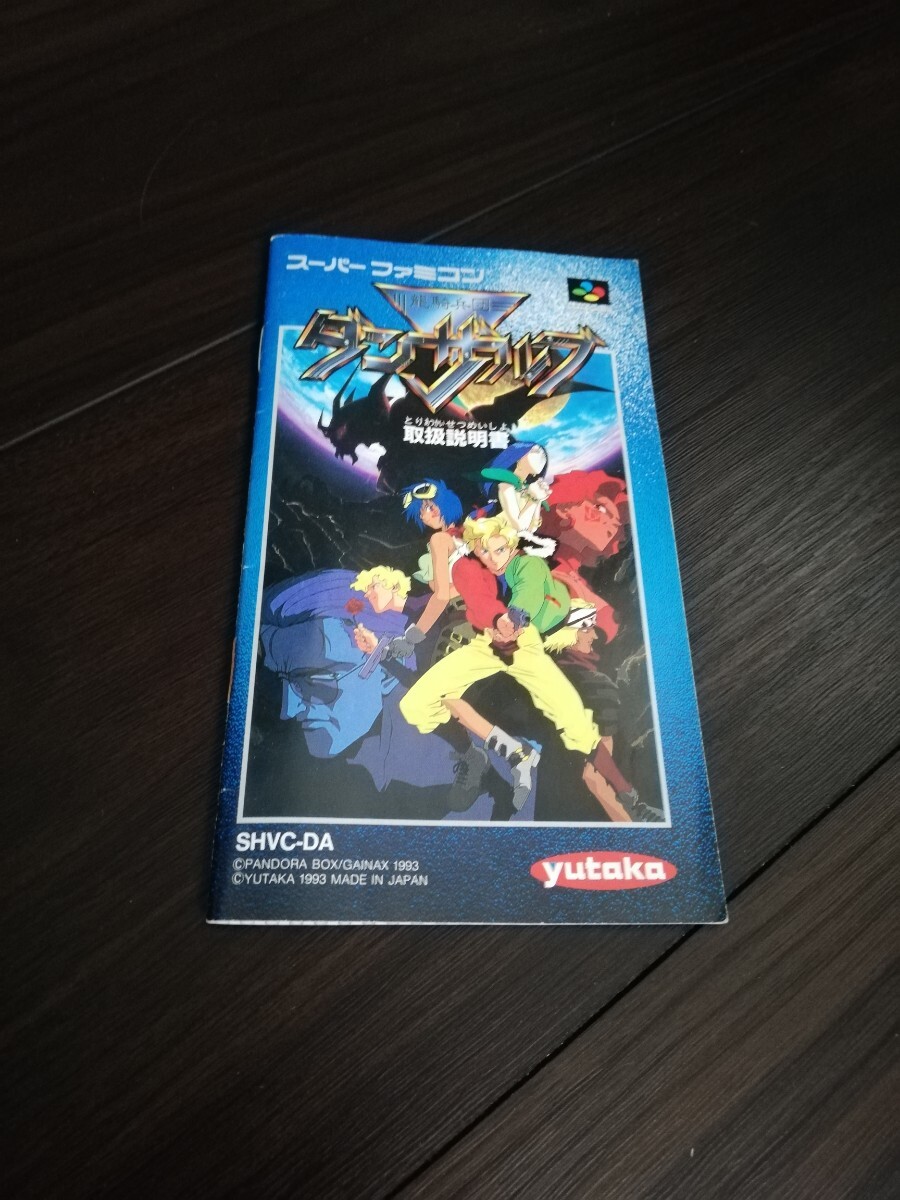 スーパーファミコン
龍騎兵団
ダンザルブ
とりあつかいせつめいしょ
取扱説明書
SHVC-DA
©PANDORA BOX/GAINAX 1993
©YUTAKA 1993 MADE IN JAPAN
yutaka